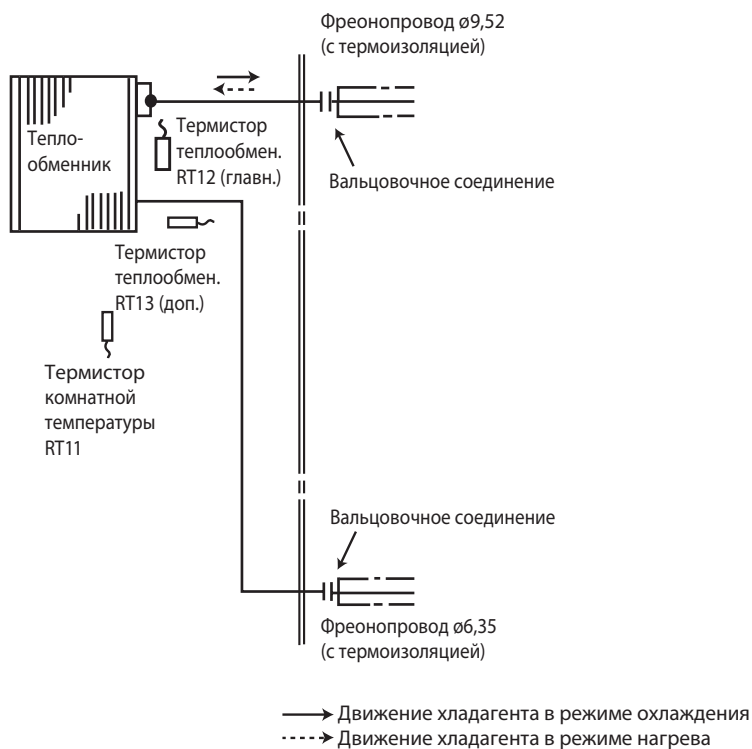 Фреонопровод ø9,52
(с термоизоляцией)
Тепло-
обменник
Термистор
теплообмен.
RT12 (главн.)
Вальцовочное соединение
Термистор
теплообмен.
RT13 (доп.)
Термистор
комнатной
температуры
RT11
Вальцовочное соединение
Фреонопровод ø6,35
(с термоизоляцией)
Движение хладагента в режиме охлаждения
Движение хладагента в режиме нагрева